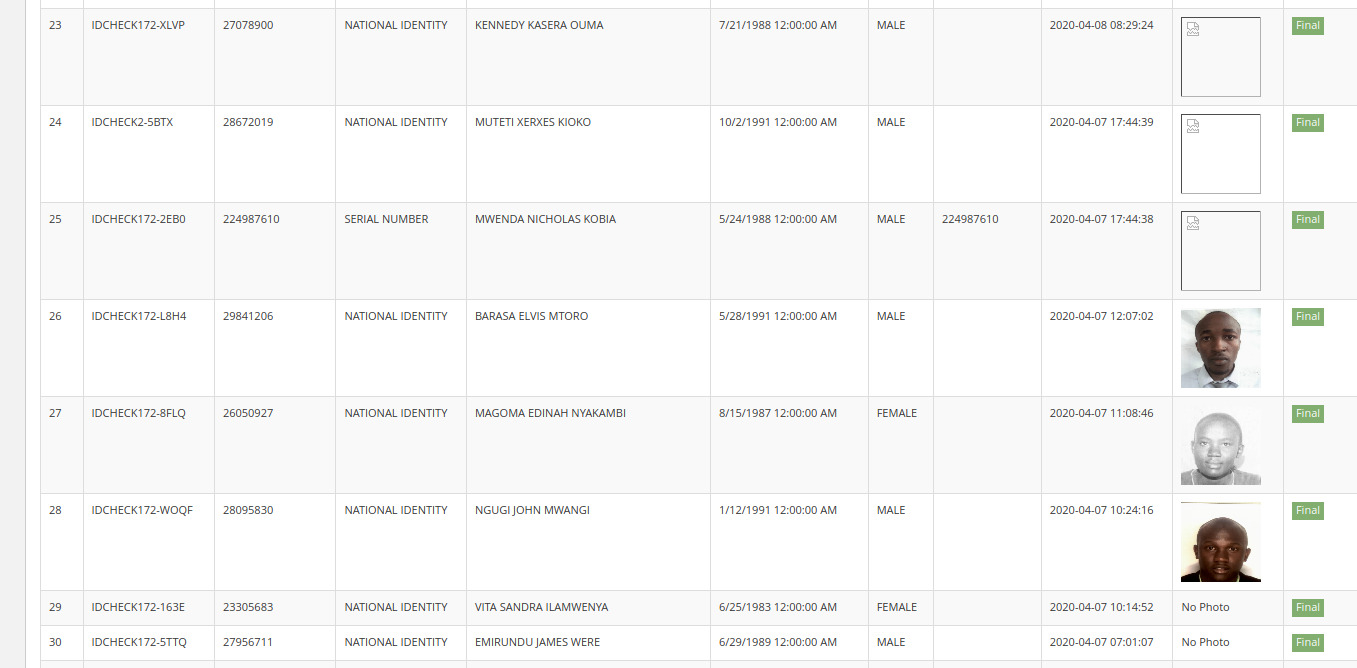 23 IDCHECK172-XLVP 27078900 NATIONAL IDENTITY KENNEDY KASERA OUMA 7/21/1988 12:00:00 AM MALE 2020-04-08 08:29:24 Final
24 IDCHECK2-5BTX 28672019 NATIONAL IDENTITY MUTETI XERXES KIOKO 10/2/1991 12:00:00 AM MALE 2020-04-07 17:44:39 Final
25 IDCHECK172-2EB0 224987610 SERIAL NUMBER MWENDA NICHOLAS KOBIA 5/24/1988 12:00:00 AM MALE 224987610 2020-04-07 17:44:38 Final
26 IDCHECK172-L8H4 29841206 NATIONAL IDENTITY BARASA ELVIS MTORO 5/28/1991 12:00:00 AM MALE 2020-04-07 12:07:02 Final
27 IDCHECK172-8FLQ 26050927 NATIONAL IDENTITY MAGOMA EDINAH NYAKAMBI 8/15/1987 12:00:00 AM FEMALE 2020-04-07 11:08:46 Final
28 IDCHECK172-WOQF 28095830 NATIONAL IDENTITY NGUGI JOHN MWANGI 1/12/1991 12:00:00 AM MALE 2020-04-07 10:24:16 Final
29 IDCHECK172-163E 23305683 NATIONAL IDENTITY VITA SANDRA ILAMWENYA 6/25/1983 12:00:00 AM FEMALE 2020-04-07 10:14:52 No Photo Final
30 IDCHECK172-5TTQ 27956711 NATIONAL IDENTITY EMIRUNDU JAMES WERE 6/29/1989 12:00:00 AM MALE 2020-04-07 07:01:07 No Photo Final